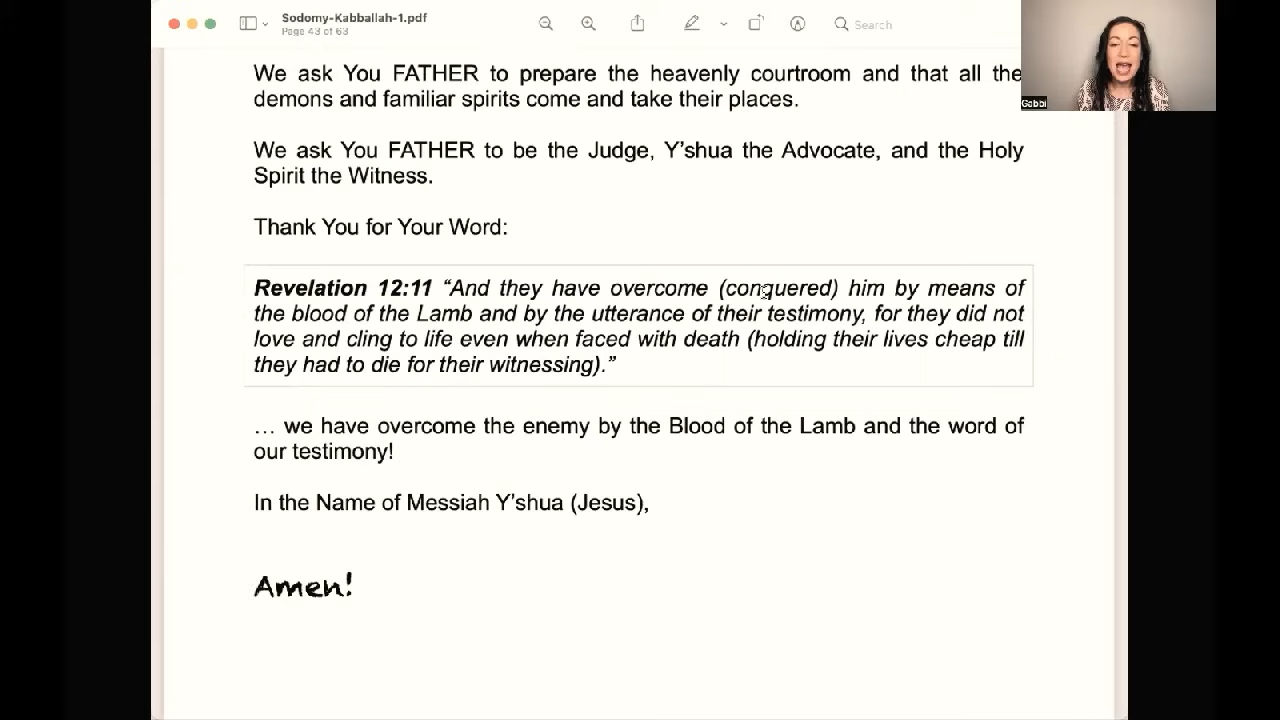 Sodomy-Kabballah-1.pdf
Page 43 of 63
Search
Gabbi
We ask You FATHER to prepare the heavenly courtroom and that all the
demons and familiar spirits come and take their places.
We ask You FATHER to be the Judge, Y’shua the Advocate, and the Holy
Spirit the Witness.
Thank You for Your Word:
Revelation 12:11 “And they have overcome (conquered) him by means of
the blood of the Lamb and by the utterance of their testimony, for they did not
love and cling to life even when faced with death (holding their lives cheap till
they had to die for their witnessing).”
… we have overcome the enemy by the Blood of the Lamb and the word of
our testimony!
In the Name of Messiah Y’shua (Jesus),
Amen!